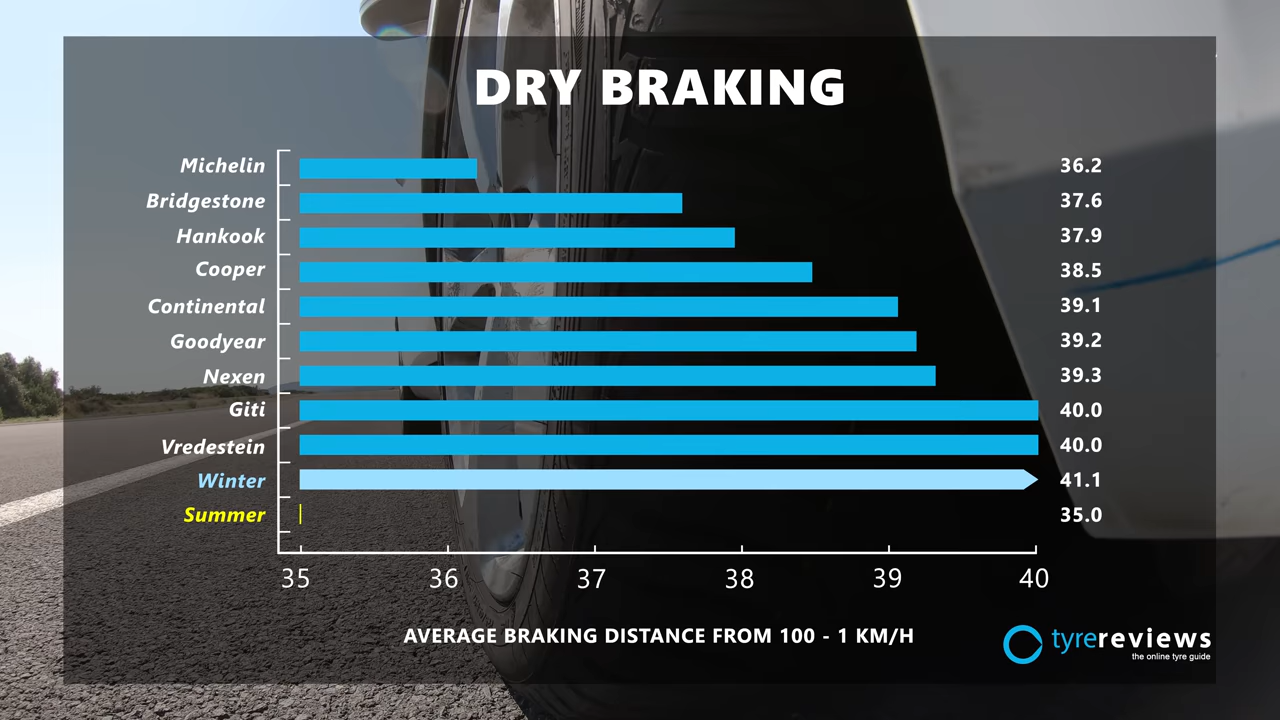 DRY BRAKING
Michelin 36.2
Bridgestone 37.6
Hankook 37.9
Cooper 38.5
Continental 39.1
Goodyear 39.2
Nexen 39.3
Giti 40.0
Vredestein 40.0
Winter 41.1
Summer 35.0
35 36 37 38 39 40
AVERAGE BRAKING DISTANCE FROM 100 - 1 KM/H
tyrereviews
the online tyre guide